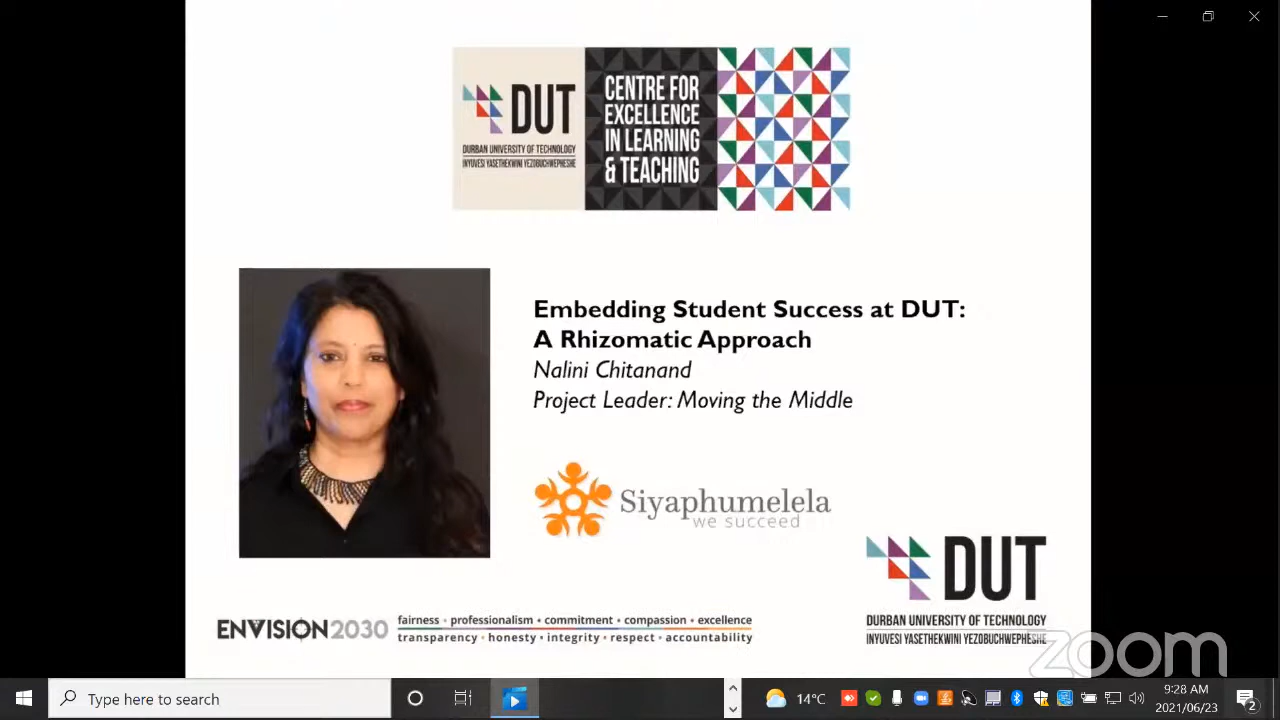 DUT
DURBAN UNIVERSITY OF TECHNOLOGY
INYUVESI YASETHEKWINI YEZOBUCHWEPHESHE
CENTRE FOR
EXCELLENCE
IN LEARNING
& TEACHING
Embedding Student Success at DUT:
A Rhizomatic Approach
Nalini Chitanand
Project Leader: Moving the Middle
Siyaphumelela
we succeed
DUT
DURBAN UNIVERSITY OF TECHNOLOGY
INYUVESI YASETHEKWINI YEZOBUCHWEPHESHE
ENVISION2030
fairness • professionalism • commitment • compassion • excellence
transparency • honesty • integrity • respect • accountability
zoom
Type here to search
14°C
9:28 AM
2021/06/23
2